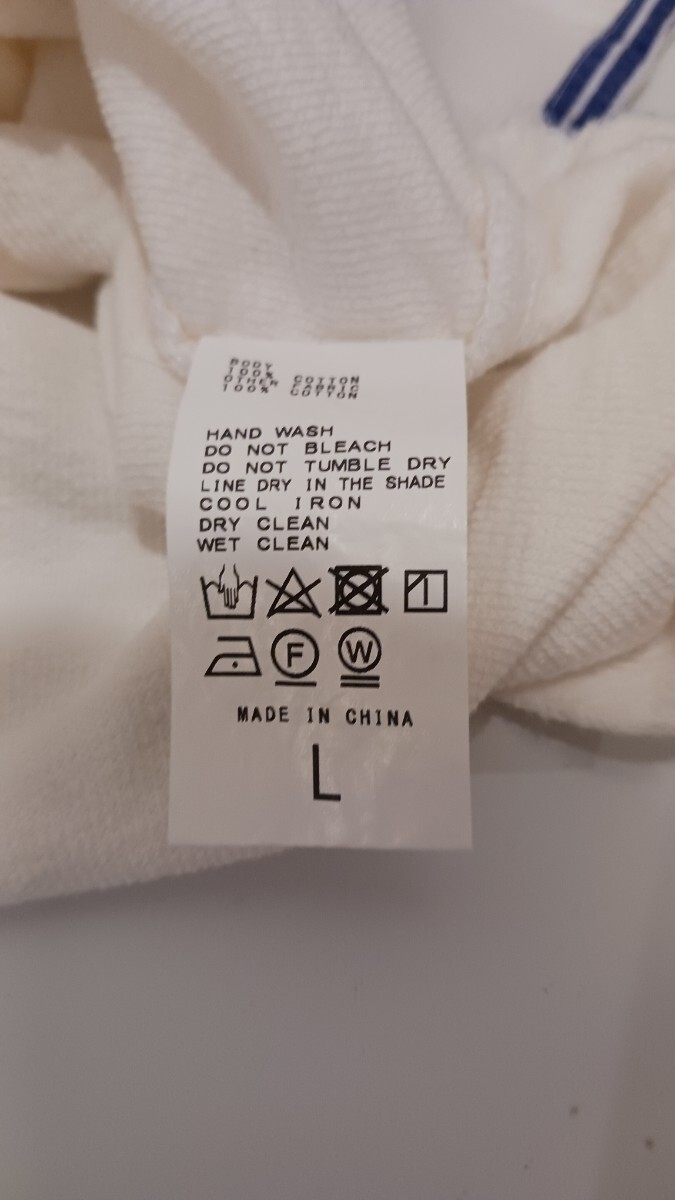 BODY
100% COTTON
OTHER FABRIC
100% COTTON
HAND WASH
DO NOT BLEACH
DO NOT TUMBLE DRY
LINE DRY IN THE SHADE
COOL IRON
DRY CLEAN
WET CLEAN
F W
MADE IN CHINA
L